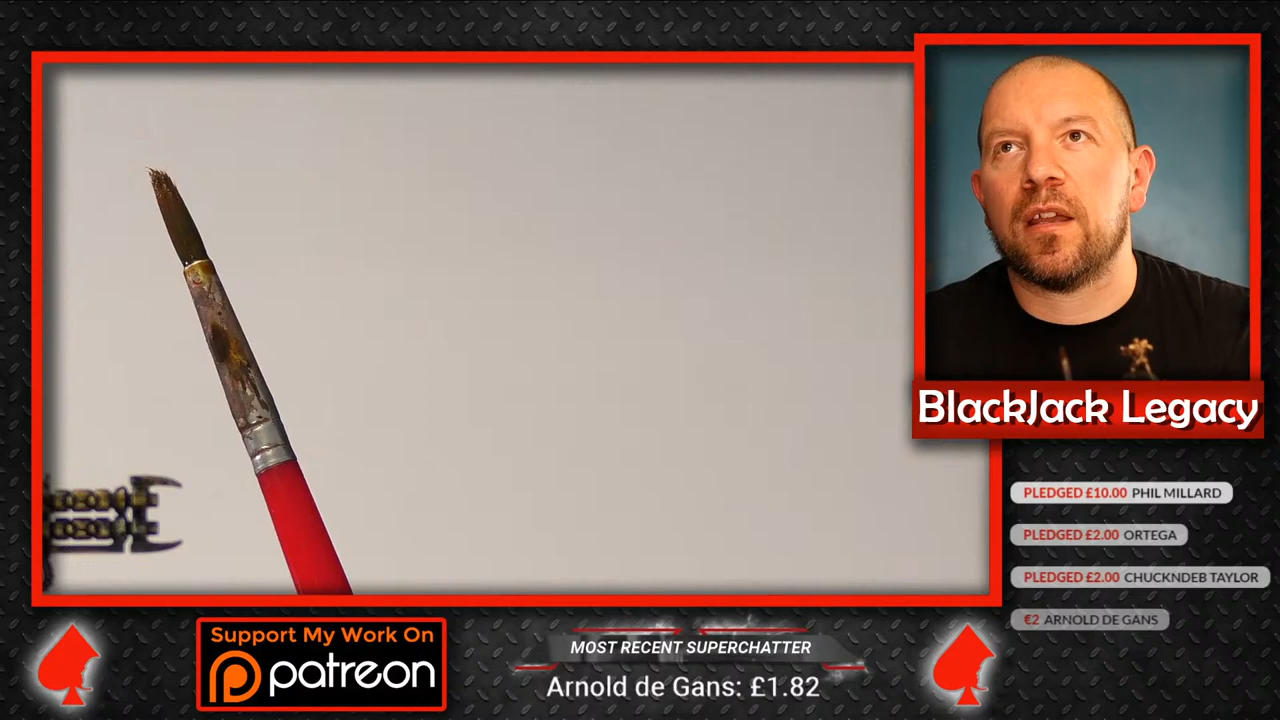 BlackJack Legacy
PLEDGED £10.00 PHIL MILLARD
PLEDGED £2.00 ORTEGA
PLEDGED £2.00 CHUCKNDEB TAYLOR
€2 ARNOLD DE GANS
Support My Work On
patreon
MOST RECENT SUPERCHATTER
Arnold de Gans: £1.82